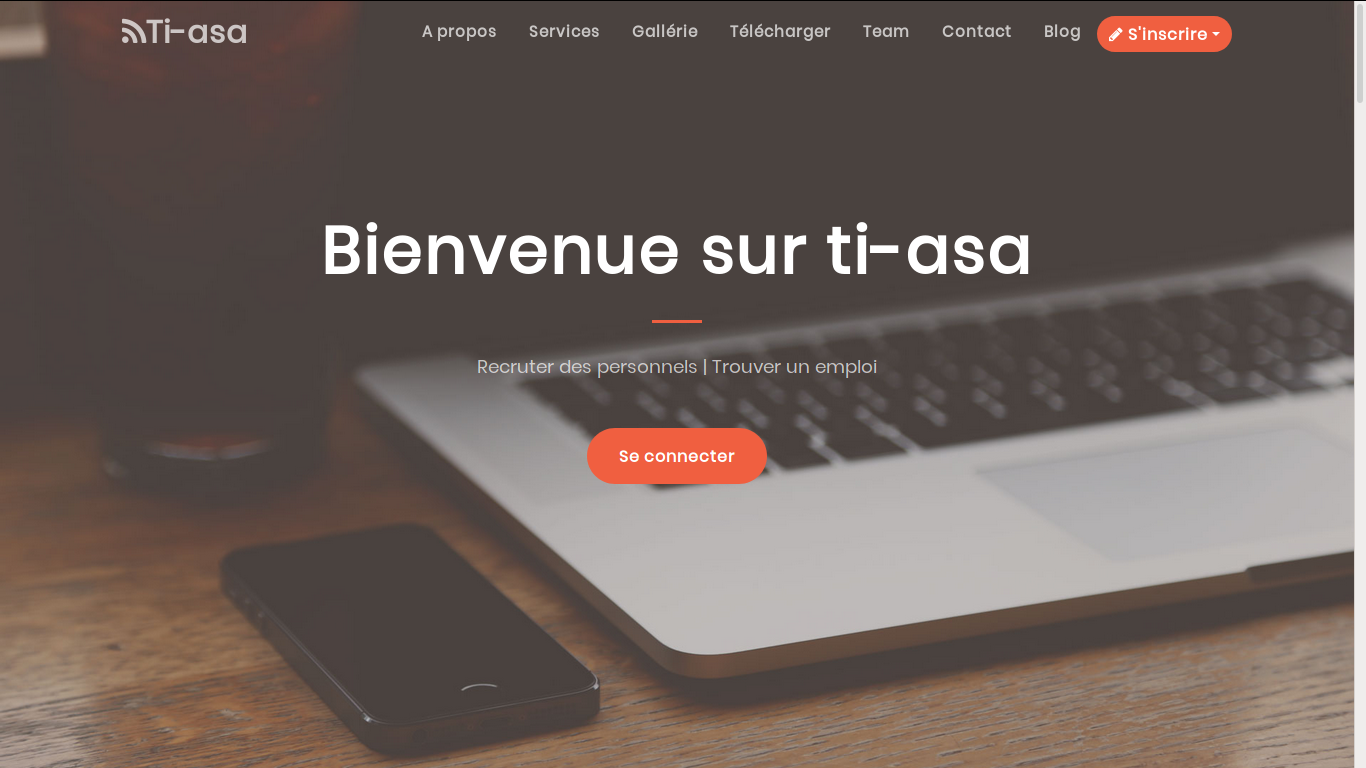 Ti-asa
A propos Services Gallérie Télécharger Team Contact Blog S'inscrire
Bienvenue sur ti-asa
Recruter des personnels | Trouver un emploi
Se connecter